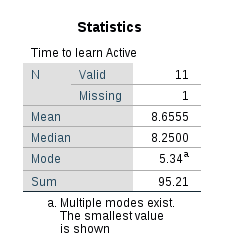 Statistics
Time to learn Active
N Valid 11
Missing 1
Mean 8.6555
Median 8.2500
Mode 5.34a
Sum 95.21
a. Multiple modes exist.
The smallest value
is shown